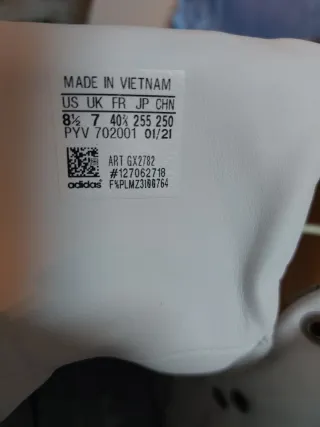 MADE IN VIETNAM
US UK FR JP CHN
8½ 7 40⅔ 255 250
PYV 702001 01/21
ART GX2782
#127062718
adidas® F%PLMZ3I08764